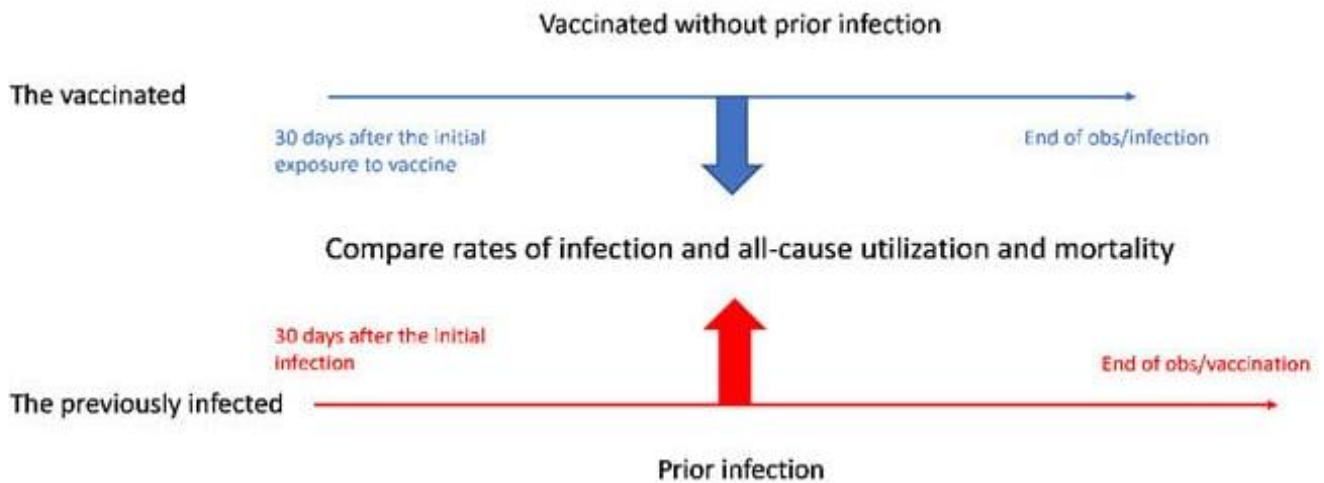 Vaccinated without prior infection
The vaccinated
30 days after the initial
exposure to vaccine
End of obs/infection
Compare rates of infection and all-cause utilization and mortality
30 days after the initial
infection
End of obs/vaccination
The previously infected
Prior infection